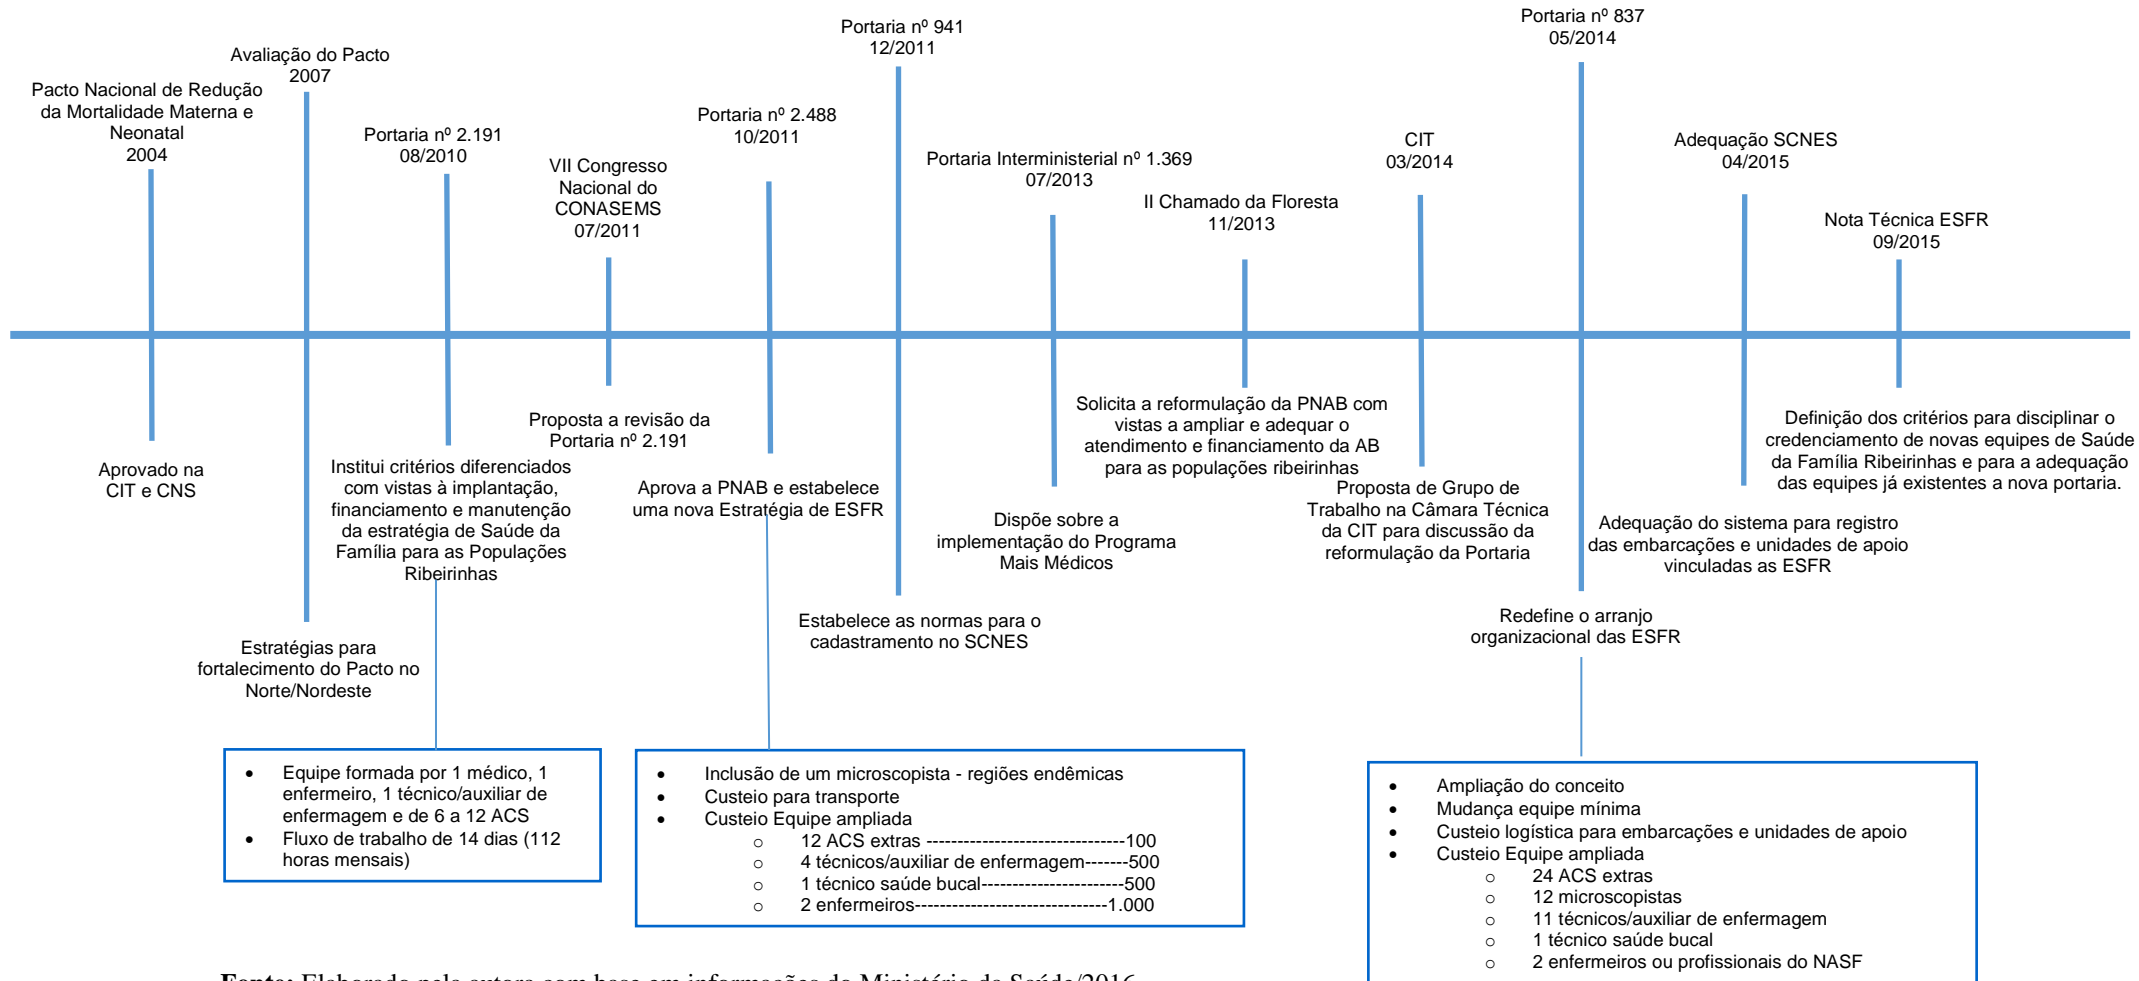 Pacto Nacional de Redução
da Mortalidade Materna e
Neonatal
2004
Aprovado na
CIT e CNS
Avaliação do Pacto
2007
Estratégias para
fortalecimento do Pacto no
Norte/Nordeste
Portaria nº 2.191
08/2010
Institui critérios diferenciados
com vistas à implantação,
financiamento e manutenção
da estratégia de Saúde da
Família para as Populações
Ribeirinhas
• Equipe formada por 1 médico, 1
enfermeiro, 1 técnico/auxiliar de
enfermagem e de 6 a 12 ACS
• Fluxo de trabalho de 14 dias (112
horas mensais)
VII Congresso
Nacional do
CONASEMS
07/2011
Proposta a revisão da
Portaria nº 2.191
Portaria nº 2.488
10/2011
Aprova a PNAB e estabelece
uma nova Estratégia de ESFR
• Inclusão de um microscopista - regiões endêmicas
• Custeio para transporte
• Custeio Equipe ampliada
o 12 ACS extras --------------------------------100
o 4 técnicos/auxiliar de enfermagem-------500
o 1 técnico saúde bucal-----------------------500
o 2 enfermeiros-------------------------------1.000
Portaria nº 941
12/2011
Estabelece as normas para o
cadastramento no SCNES
Portaria Interministerial nº 1.369
07/2013
Dispõe sobre a
implementação do Programa
Mais Médicos
II Chamado da Floresta
11/2013
Solicita a reformulação da PNAB com
vistas a ampliar e adequar o
atendimento e financiamento da AB
para as populações ribeirinhas
CIT
03/2014
Proposta de Grupo de
Trabalho na Câmara Técnica
da CIT para discussão da
reformulação da Portaria
Portaria nº 837
05/2014
Redefine o arranjo
organizacional das ESFR
• Ampliação do conceito
• Mudança equipe mínima
• Custeio logística para embarcações e unidades de apoio
• Custeio Equipe ampliada
o 24 ACS extras
o 12 microscopistas
o 11 técnicos/auxiliar de enfermagem
o 1 técnico saúde bucal
o 2 enfermeiros ou profissionais do NASF
Adequação SCNES
04/2015
Adequação do sistema para registro
das embarcações e unidades de apoio
vinculadas as ESFR
Nota Técnica ESFR
09/2015
Definição dos critérios para disciplinar o
credenciamento de novas equipes de Saúde
da Família Ribeirinhas e para a adequação
das equipes já existentes a nova portaria.
Fonte: Elaborado pela autora com base em informações do Ministério da Saúde/2016